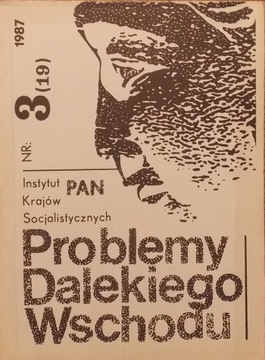 1987
NR: 3 (19)
Instytut PAN
Krajów
Socjalistycznych
Problemy
Dalekiego
Wschodu